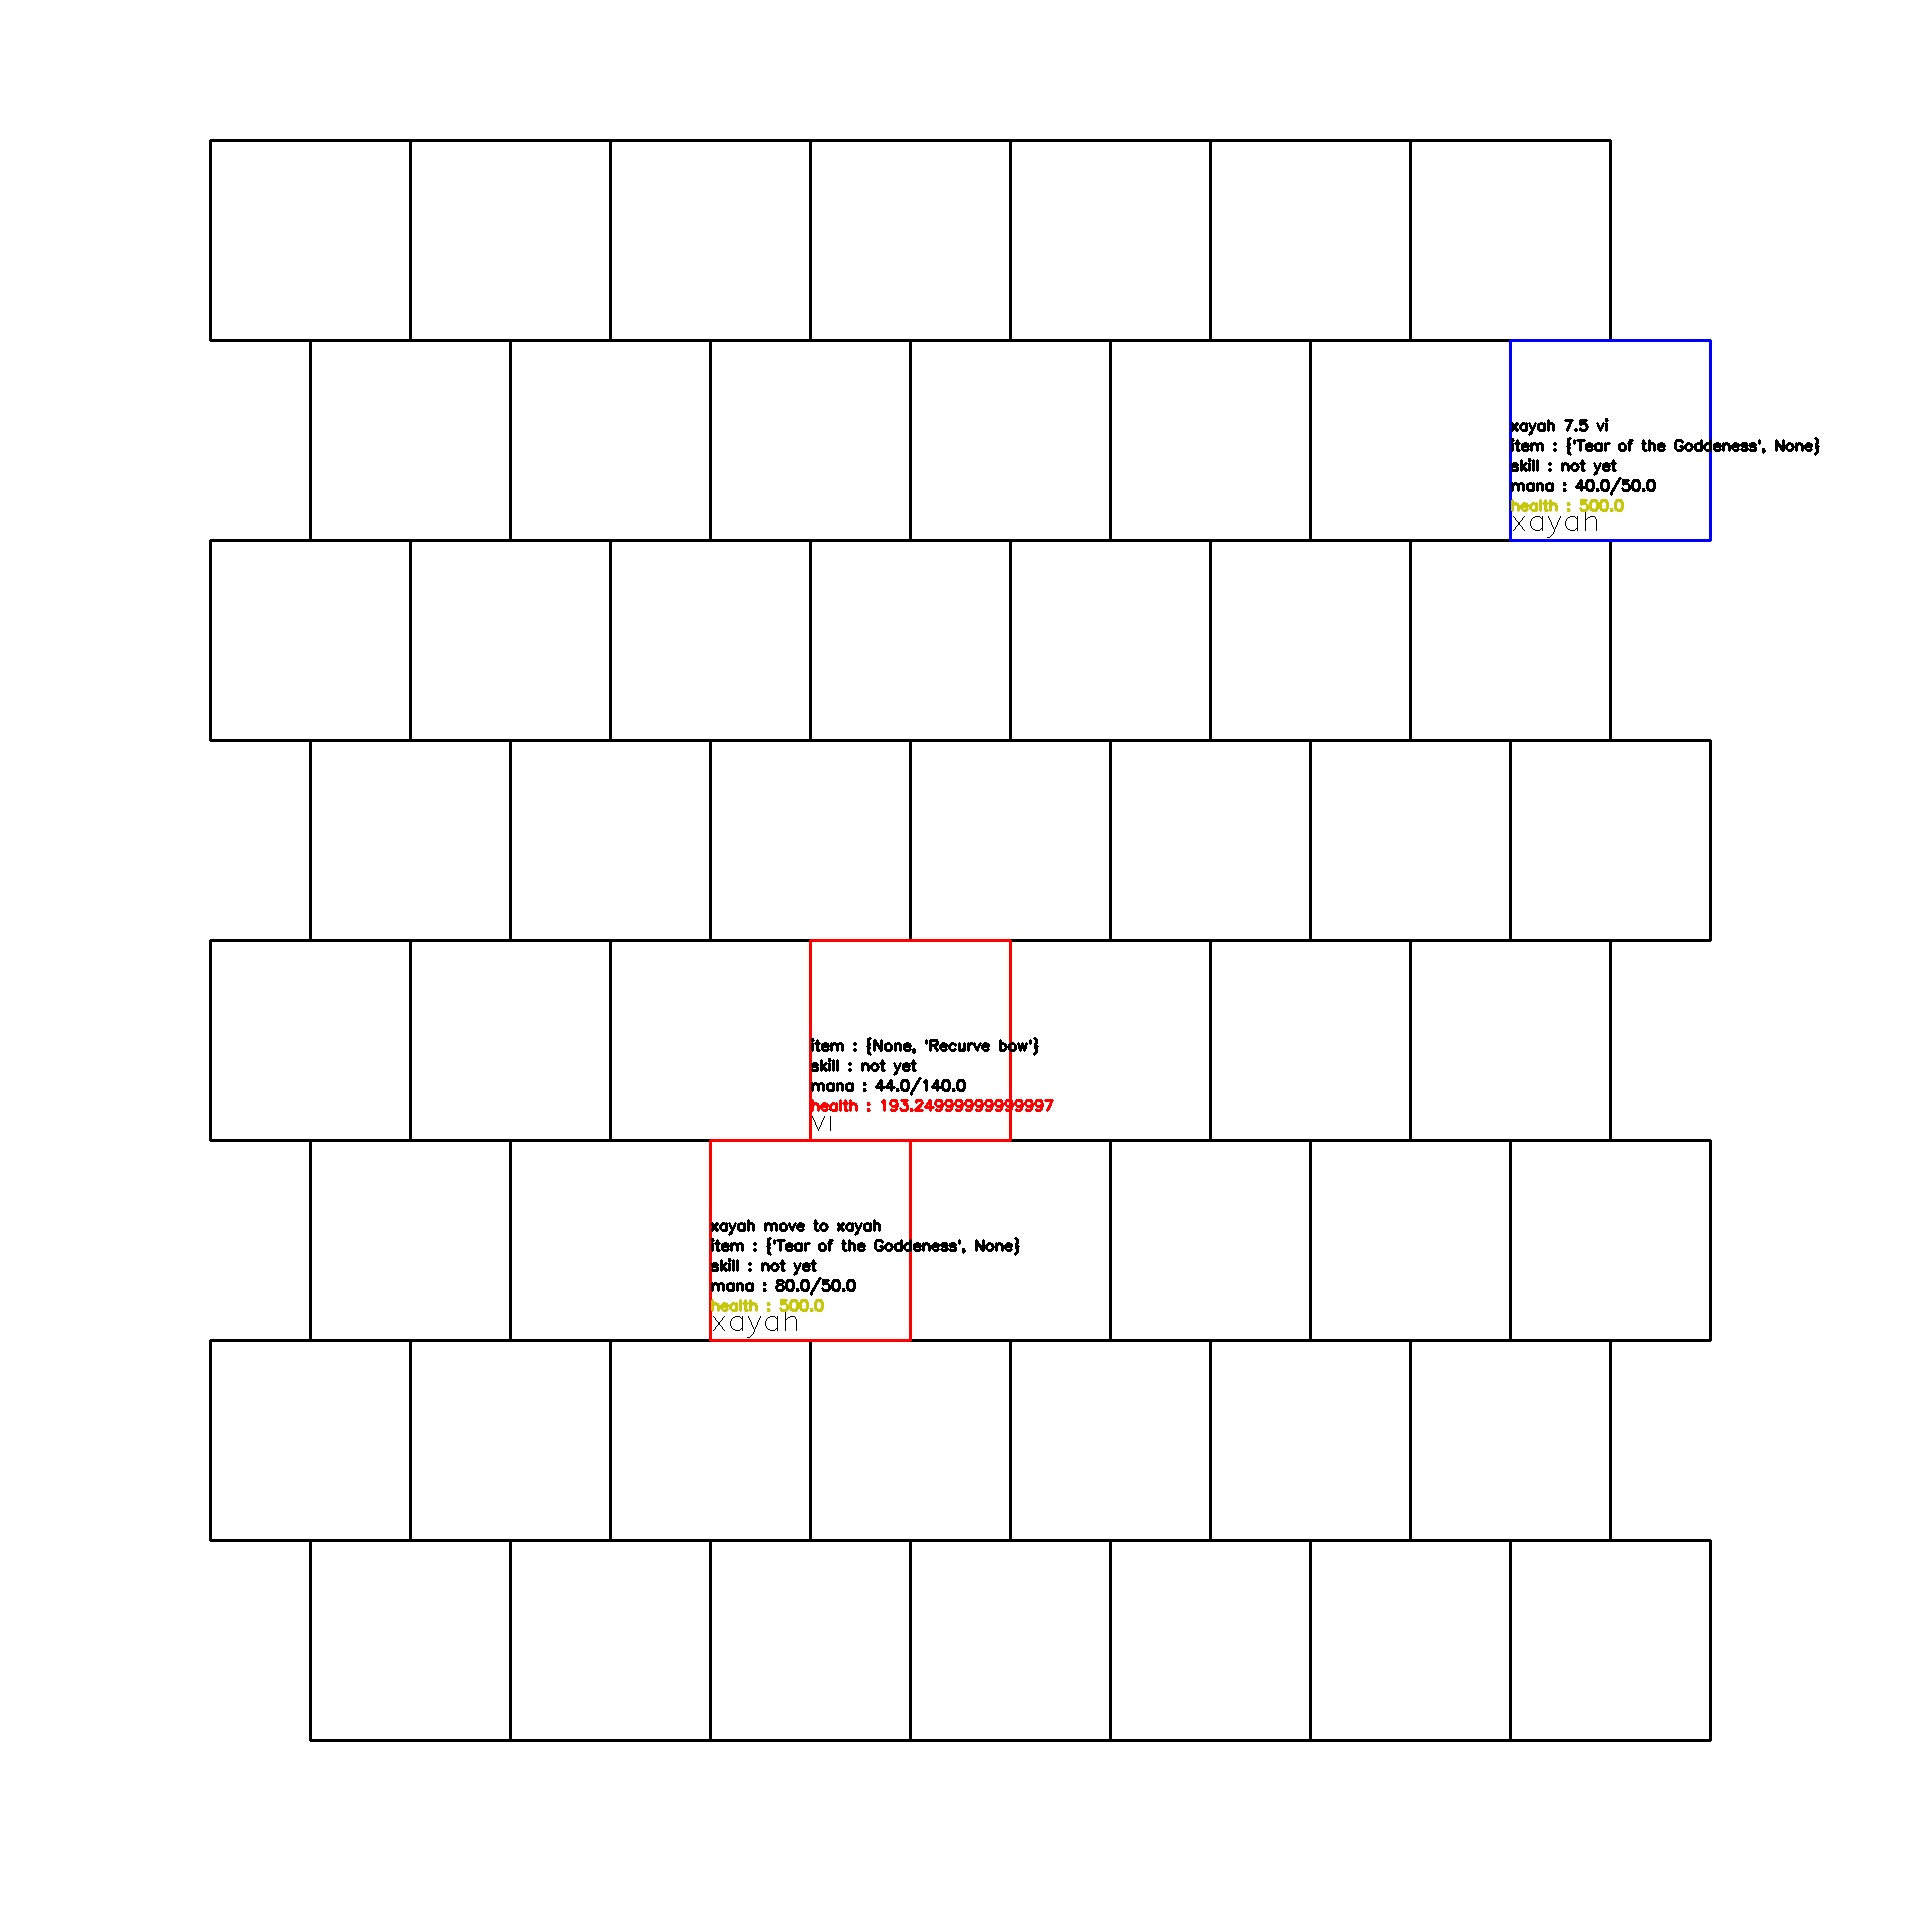 xayah 7.5 vi
item : {'Tear of the Goddeness', None}
skill : not yet
mana : 40.0/50.0
health : 500.0
xayah
item : {None, 'Recurve bow'}
skill : not yet
mana : 44.0/140.0
health : 193.24999999999997
vi
xayah move to xayah
item : {'Tear of the Goddeness', None}
skill : not yet
mana : 80.0/50.0
health : 500.0
xayah